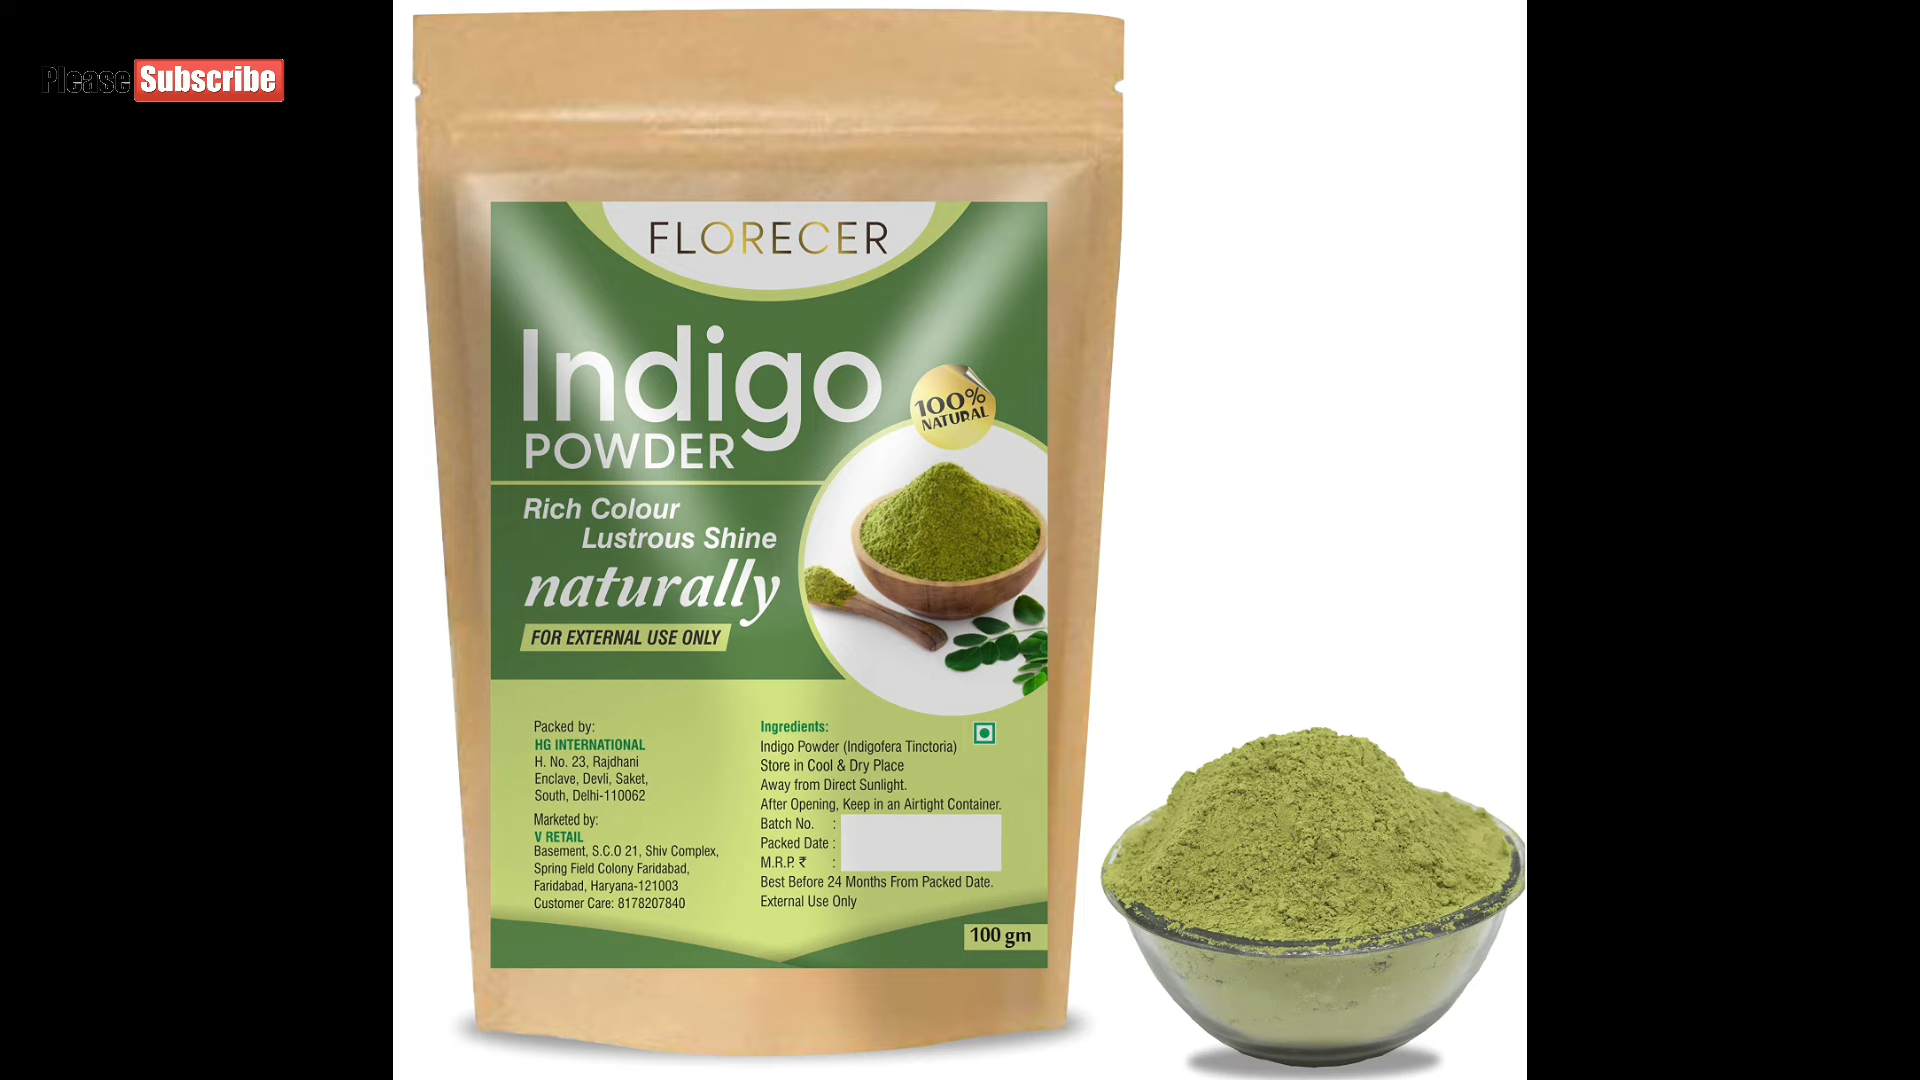 Please Subscribe
FLORECER
Indigo
POWDER
100%
NATURAL
Rich Colour
Lustrous Shine
naturally
FOR EXTERNAL USE ONLY
Packed by:
HG INTERNATIONAL
H. No. 23, Rajdhani
Enclave, Devli, Saket,
South, Delhi-110062
Marketed by:
V RETAIL
Basement, S.C.O 21, Shiv Complex,
Spring Field Colony Faridabad,
Faridabad, Haryana-121003
Customer Care: 8178207840
Ingredients:
Indigo Powder (Indigofera Tinctoria)
Store in Cool & Dry Place
Away from Direct Sunlight.
After Opening, Keep in an Airtight Container.
Batch No. :
Packed Date :
M.R.P. ₹ :
Best Before 24 Months From Packed Date.
External Use Only
100 gm